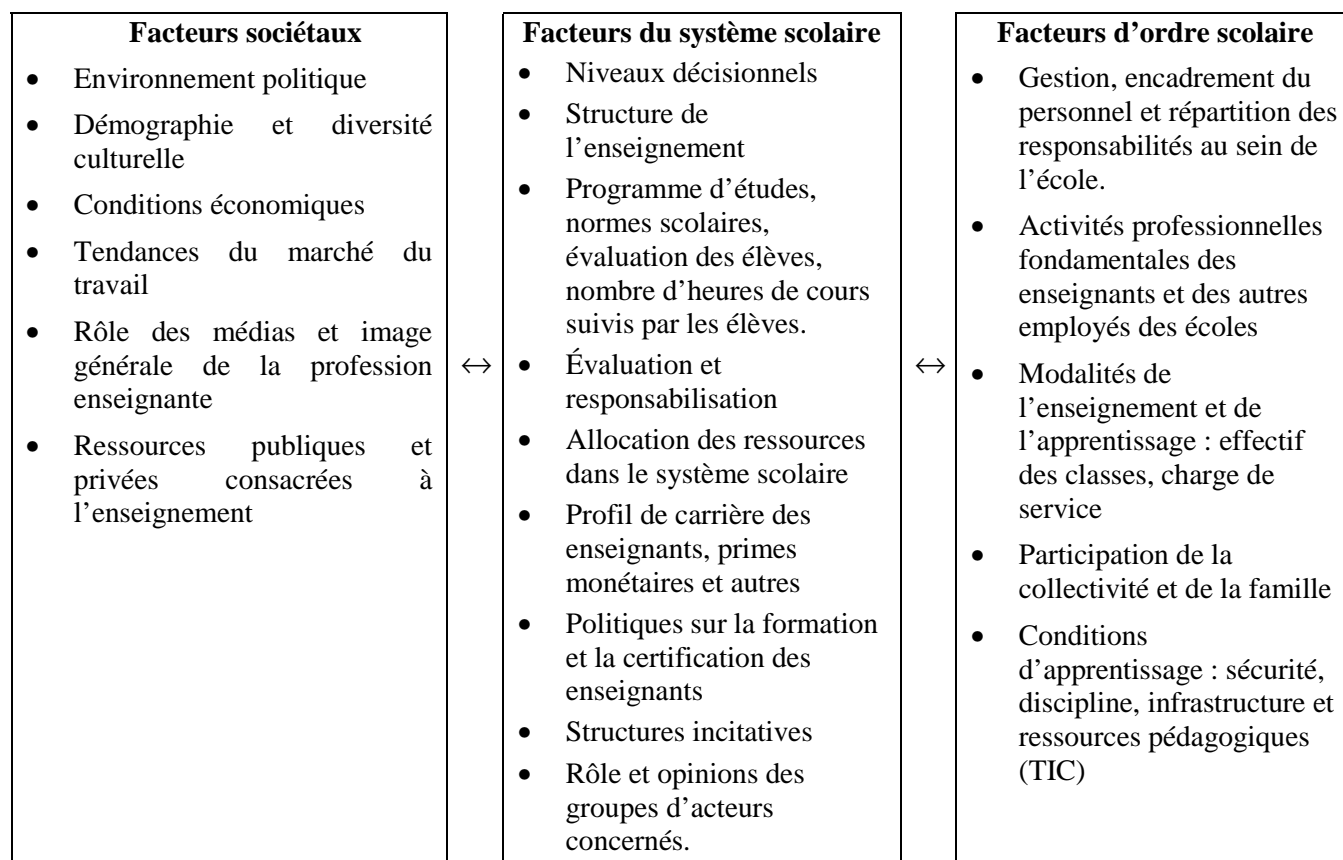 Facteurs sociétaux
• Environnement politique
• Démographie et diversité
culturelle
• Conditions économiques
• Tendances du marché du
travail
• Rôle des médias et image
générale de la profession
enseignante
• Ressources publiques et
privées consacrées à
l’enseignement
↔
Facteurs du système scolaire
• Niveaux décisionnels
• Structure de
l’enseignement
• Programme d’études,
normes scolaires,
évaluation des élèves,
nombre d’heures de cours
suivis par les élèves.
• Évaluation et
responsabilisation
• Allocation des ressources
dans le système scolaire
• Profil de carrière des
enseignants, primes
monétaires et autres
• Politiques sur la formation
et la certification des
enseignants
• Structures incitatives
• Rôle et opinions des
groupes d’acteurs
concernés.
↔
Facteurs d’ordre scolaire
• Gestion, encadrement du
personnel et répartition des
responsabilités au sein de
l’école.
• Activités professionnelles
fondamentales des
enseignants et des autres
employés des écoles
• Modalités de
l’enseignement et de
l’apprentissage : effectif
des classes, charge de
service
• Participation de la
collectivité et de la famille
• Conditions
d’apprentissage : sécurité,
discipline, infrastructure et
ressources pédagogiques
(TIC)